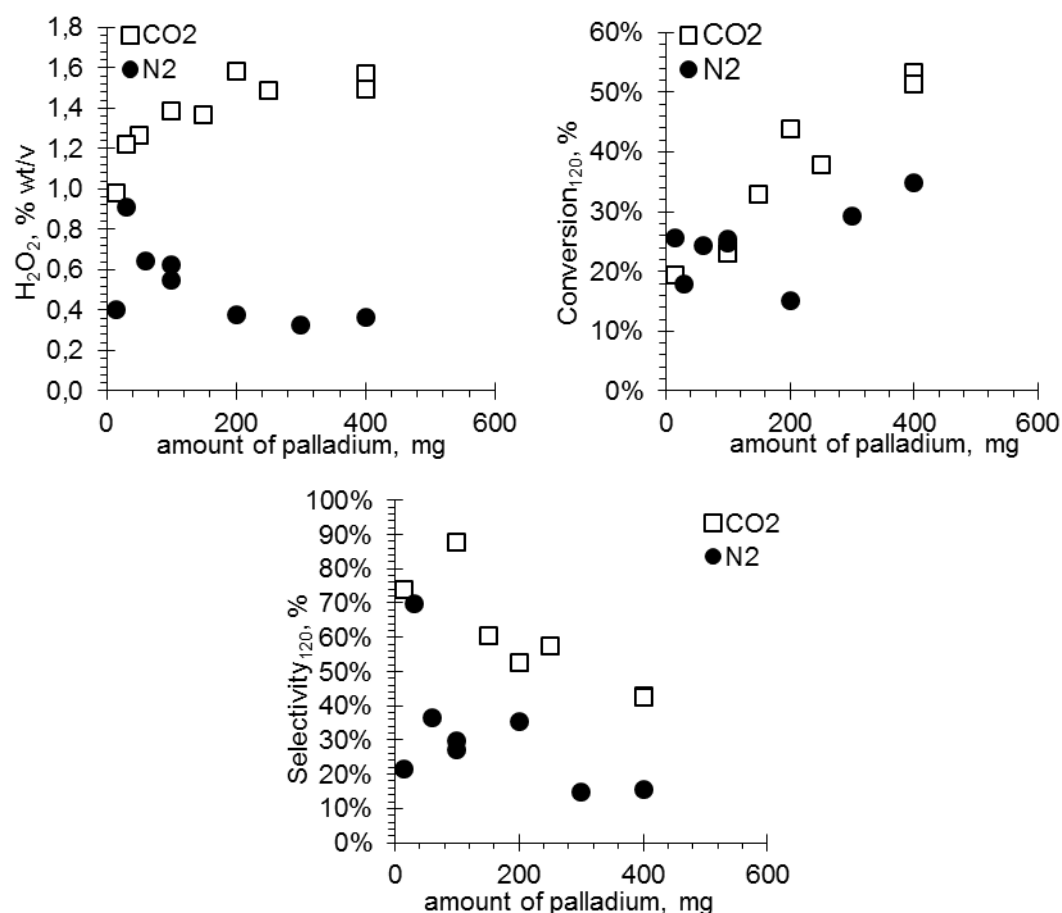 H₂O₂, % wt/v
1,8
1,6
1,4
1,2
1,0
0,8
0,6
0,4
0,2
0,0
CO2
N2
0 200 400 600
amount of palladium, mg
Conversion₁₂₀, %
60%
50%
40%
30%
20%
10%
0%
CO2
N2
0 200 400 600
amount of palladium, mg
Selectivity₁₂₀, %
100%
90%
80%
70%
60%
50%
40%
30%
20%
10%
0%
CO2
N2
0 200 400 600
amount of palladium, mg